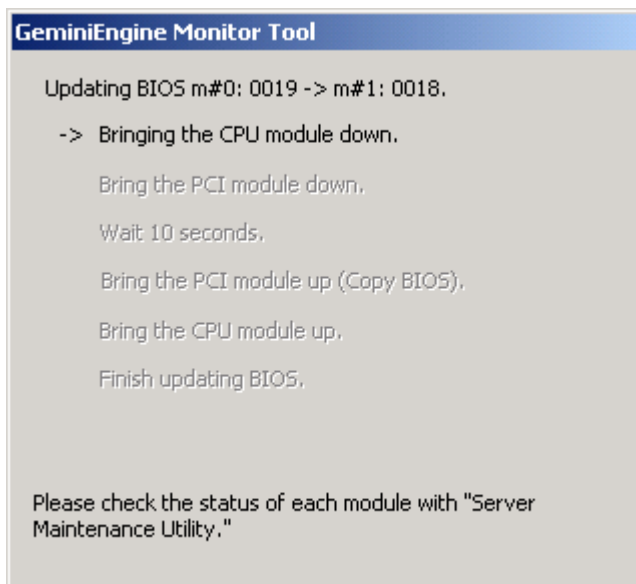 GeminiEngine Monitor Tool
Updating BIOS m#0: 0019 -> m#1: 0018.
-> Bringing the CPU module down.
Bring the PCI module down.
Wait 10 seconds.
Bring the PCI module up (Copy BIOS).
Bring the CPU module up.
Finish updating BIOS.
Please check the status of each module with "Server
Maintenance Utility."